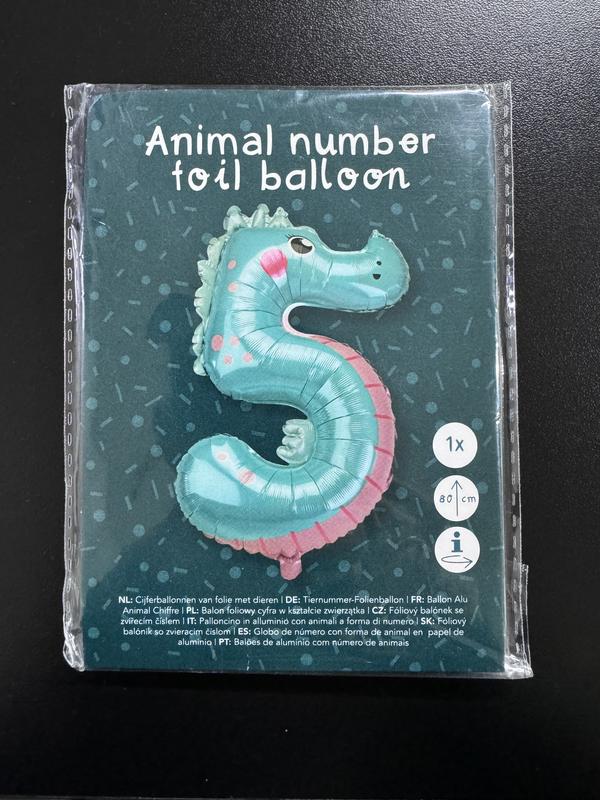 Animal number
foil balloon
1x
80 cm
i
NL: Cijferballonnen van folie met dieren | DE: Tiernummer-Folienballon | FR: Ballon Alu
Animal Chiffre | PL: Balon foliowy cyfra w kształcie zwierzątka | CZ: Fóliový balónek se
zvířecím číslem | IT: Palloncino in alluminio con animali a forma di numero | SK: Fóliový
balónik so zvieracím číslom | ES: Globo de número con forma de animal en papel de
aluminio | PT: Balões de alumínio com número de animais